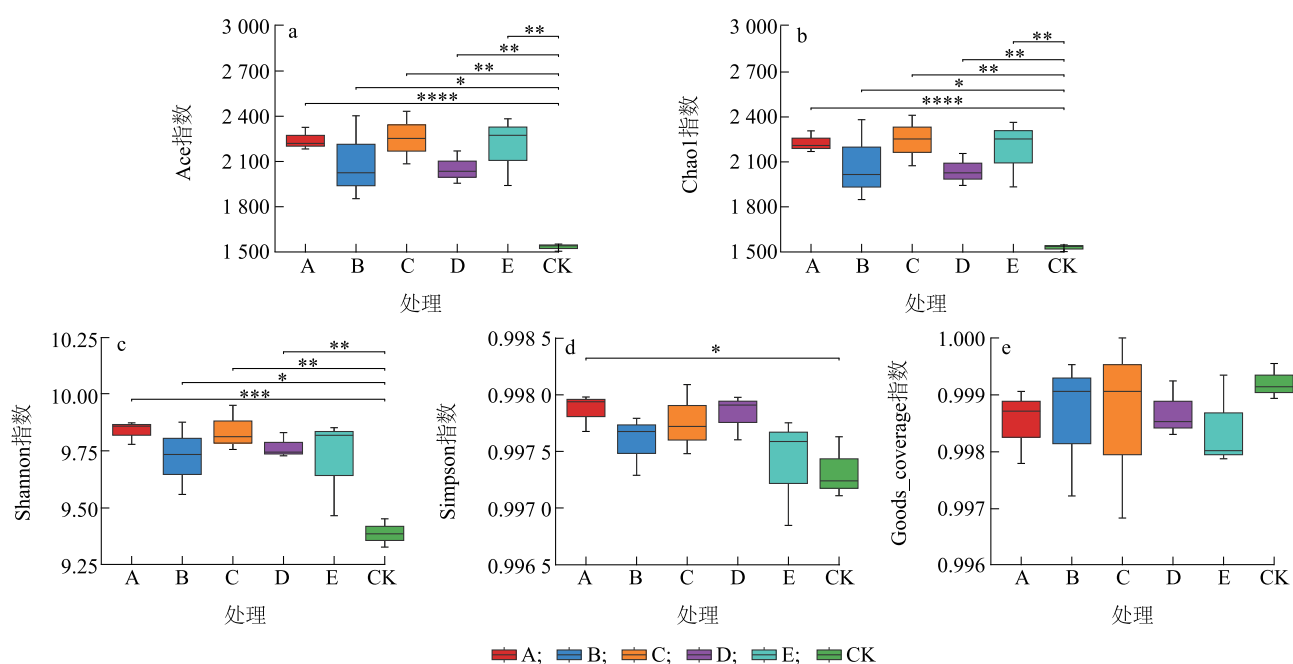 3 000
2 700
2 400
2 100
1 800
1 500
Ace指数
a
**
**
**
*
****
A B C D E CK
处理
3 000
2 700
2 400
2 100
1 800
1 500
Chao1指数
b
**
**
**
*
****
A B C D E CK
处理
10.25
10.00
9.75
9.50
9.25
Shannon指数
c
**
**
*
***
A B C D E CK
处理
0.998 5
0.998 0
0.997 5
0.997 0
0.996 5
Simpson指数
d
*
A B C D E CK
处理
1.000
0.999
0.998
0.997
0.996
Goods_coverage指数
e
A B C D E CK
处理
A; B; C; D; E; CK